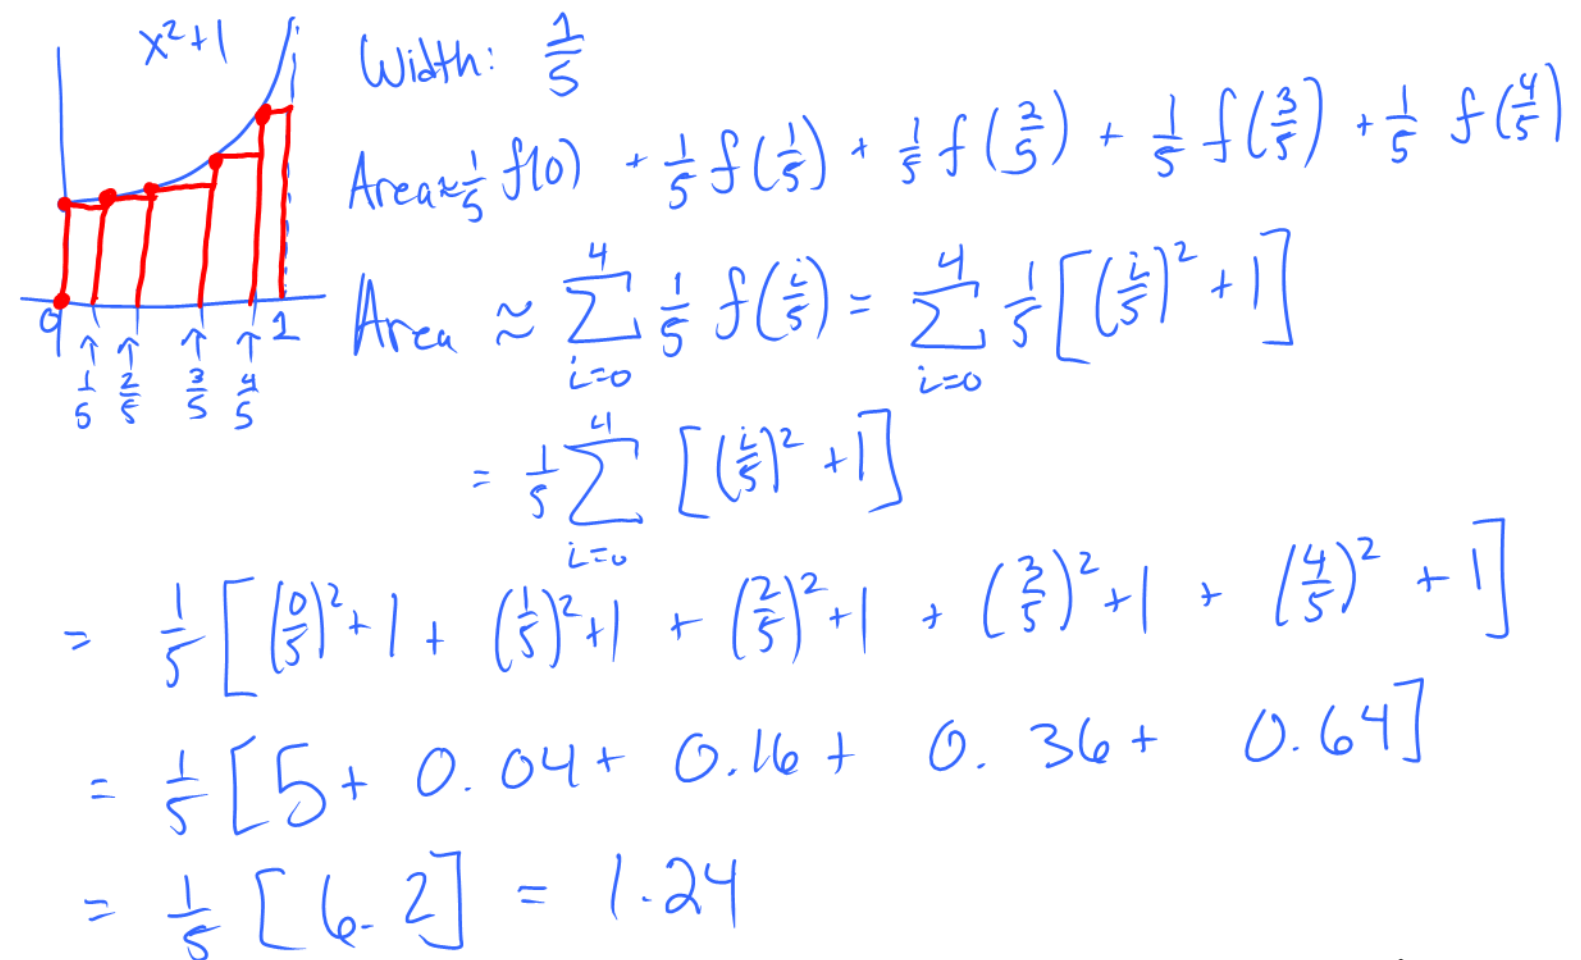 x²+1
Width: 1/5
Area ≈ 1/5 f(0) + 1/5 f(1/5) + 1/5 f(2/5) + 1/5 f(3/5) + 1/5 f(4/5)
0 1/5 2/5 3/5 4/5 1
Area ≈ ∑_{i=0}^{4} 1/5 f(i/5) = ∑_{i=0}^{4} 1/5 [(i/5)² + 1]
= 1/5 ∑_{i=0}^{4} [(i/5)² + 1]
= 1/5 [(0/5)² + 1 + (1/5)² + 1 + (2/5)² + 1 + (3/5)² + 1 + (4/5)² + 1]
= 1/5 [5 + 0.04 + 0.16 + 0.36 + 0.64]
= 1/5 [6.2] = 1.24